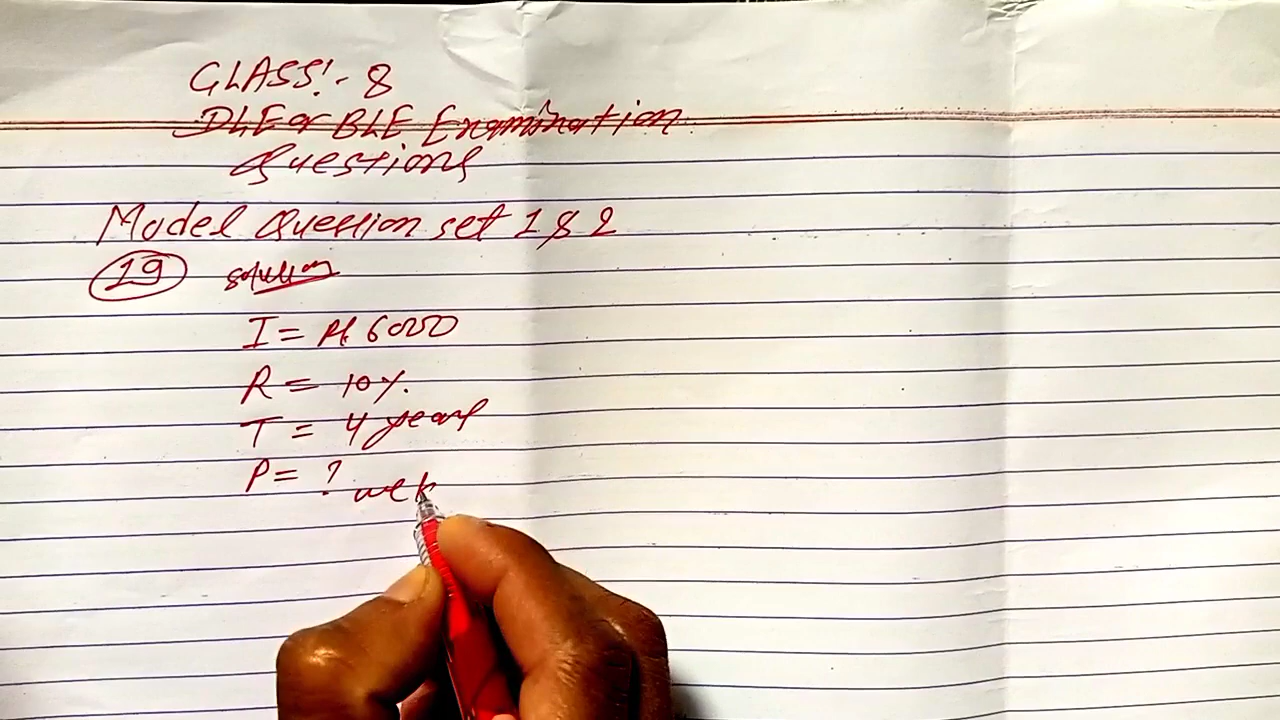 CLASS:- 8
DLE or BLE Examination
Questions
Model Question set 1 & 2
19 solution
I = Rs 6000
R = 10%.
T = 4 years
P = ?
we k